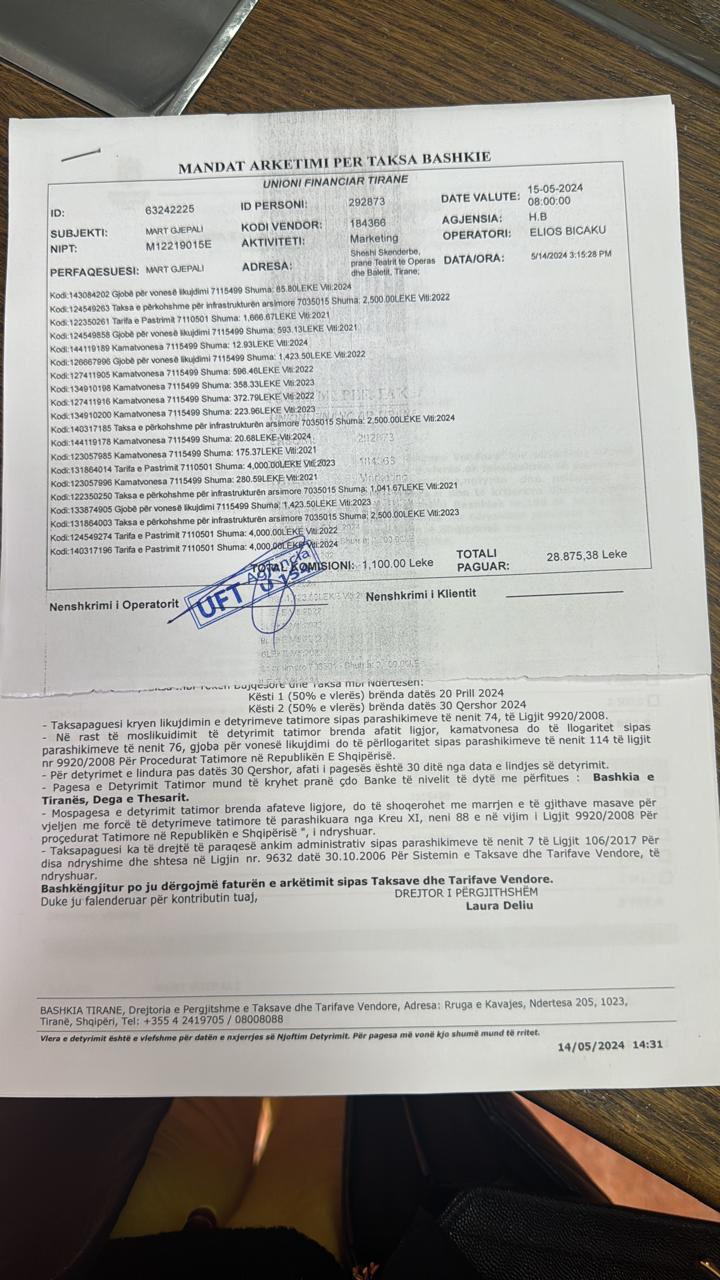 MANDAT ARKETIMI PER TAKSA BASHKIE
UNIONI FINANCIAR TIRANE
ID: 63242225 ID PERSONI: 292873 DATE VALUTE: 15-05-2024 08:00:00
SUBJEKTI: MART GJEPALI KODI VENDOR: 184366 AGJENSIA: H.B
NIPT: M12219015E AKTIVITETI: Marketing OPERATORI: ELIOS BICAKU
PERFAQESUESI: MART GJEPALI ADRESA: Sheshi Skenderbe, prane Teatrit te Operas dhe Baletit, Tirane; DATA/ORA: 5/14/2024 3:15:28 PM
Kodi:143084202 Gjobë për vonesë likujdimi 7115499 Shuma: 85.80LEKE Viti:2024
Kodi:124549263 Taksa e përkohshme për infrastrukturën arsimore 7035015 Shuma: 2,500.00LEKE Viti:2022
Kodi:122350261 Tarifa e Pastrimit 7110501 Shuma: 1,666.67LEKE Viti:2021
Kodi:124549858 Gjobë për vonesë likujdimi 7115499 Shuma: 593.13LEKE Viti:2021
Kodi:144119189 Kamatvonesa 7115499 Shuma: 12.93LEKE Viti:2024
Kodi:126667996 Gjobë për vonesë likujdimi 7115499 Shuma: 1,423.50LEKE Viti:2022
Kodi:127411905 Kamatvonesa 7115499 Shuma: 596.46LEKE Viti:2022
Kodi:134910198 Kamatvonesa 7115499 Shuma: 358.33LEKE Viti:2023
Kodi:127411916 Kamatvonesa 7115499 Shuma: 372.79LEKE Viti:2022
Kodi:134910200 Kamatvonesa 7115499 Shuma: 223.96LEKE Viti:2023
Kodi:140317185 Taksa e përkohshme për infrastrukturën arsimore 7035015 Shuma: 2,500.00LEKE Viti:2024
Kodi:144119178 Kamatvonesa 7115499 Shuma: 20.68LEKE Viti:2024
Kodi:123057985 Kamatvonesa 7115499 Shuma: 175.37LEKE Viti:2021
Kodi:131864014 Tarifa e Pastrimit 7110501 Shuma: 4,000.00LEKE Viti:2023
Kodi:123057996 Kamatvonesa 7115499 Shuma: 280.59LEKE Viti:2021
Kodi:122350250 Taksa e përkohshme për infrastrukturën arsimore 7035015 Shuma: 1,041.67LEKE Viti:2021
Kodi:133874905 Gjobë për vonesë likujdimi 7115499 Shuma: 1,423.50LEKE Viti:2023
Kodi:131864003 Taksa e përkohshme për infrastrukturën arsimore 7035015 Shuma: 2,500.00LEKE Viti:2023
Kodi:124549274 Tarifa e Pastrimit 7110501 Shuma: 4,000.00LEKE Viti:2022
Kodi:140317196 Tarifa e Pastrimit 7110501 Shuma: 4,000.00LEKE Viti:2024
TOTAL KOMISIONI: 1,100.00 Leke TOTALI PAGUAR: 28.875,38 Leke
UFT Agjencia
Nenshkrimi i Operatorit Nenshkrimi i Klientit
Bujqësore dhe Taksa mbi Ndërtesën:
Kësti 1 (50% e vlerës) brënda datës 20 Prill 2024
Kësti 2 (50% e vlerës) brënda datës 30 Qershor 2024
- Taksapaguesi kryen likujdimin e detyrimeve tatimore sipas parashikimeve të nenit 74, të Ligjit 9920/2008.
- Në rast të moslikuidimit të detyrimit tatimor brenda afatit ligjor, kamatvonesa do të llogaritet sipas
parashikimeve të nenit 76, gjoba për vonesë likujdimi do të përllogaritet sipas parashikimeve të nenit 114 të ligjit
nr 9920/2008 Për Procedurat Tatimore në Republikën E Shqipërisë.
- Për detyrimet e lindura pas datës 30 Qershor, afati i pagesës është 30 ditë nga data e lindjes së detyrimit.
- Pagesa e Detyrimit Tatimor mund të kryhet pranë çdo Banke të nivelit të dytë me përfitues : Bashkia e
Tiranës, Dega e Thesarit.
- Mospagesa e detyrimit tatimor brenda afateve ligjore, do të shoqerohet me marrjen e të gjithave masave për
vjeljen me forcë të detyrimeve tatimore të parashikuara nga Kreu XI, neni 88 e në vijim i Ligjit 9920/2008 Për
proçedurat Tatimore në Republikën e Shqipërisë ", i ndryshuar.
- Taksapaguesi ka të drejtë të paraqësë ankim administrativ sipas parashikimeve të nenit 7 të Ligjit 106/2017 Për
disa ndryshime dhe shtesa në Ligjin nr. 9632 datë 30.10.2006 Për Sistemin e Taksave dhe Tarifave Vendore, të
ndryshuar.
Bashkëngjitur po ju dërgojmë faturën e arkëtimit sipas Taksave dhe Tarifave Vendore.
Duke ju falenderuar për kontributin tuaj, DREJTOR I PËRGJITHSHËM
Laura Deliu
BASHKIA TIRANE, Drejtoria e Pergjitshme e Taksave dhe Tarifave Vendore, Adresa: Rruga e Kavajes, Ndertesa 205, 1023,
Tiranë, Shqipëri, Tel: +355 4 2419705 / 08008088
Vlera e detyrimit është e vlefshme për datën e nxjerrjes së Njoftim Detyrimit. Për pagesa më vonë kjo shumë mund të rritet.
14/05/2024 14:31